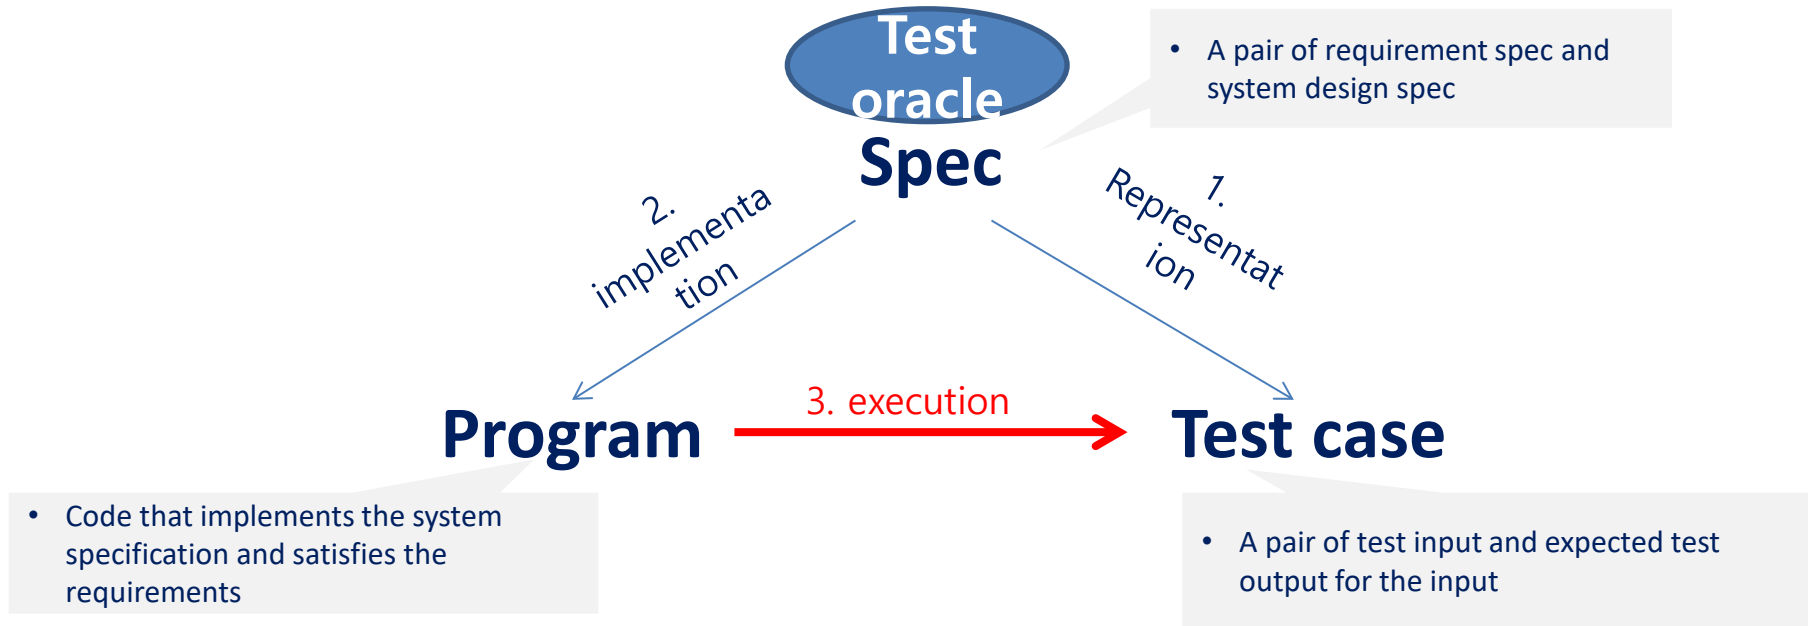 Test
oracle
Spec
• A pair of requirement spec and
system design spec
2.
implementa
tion
1.
Representat
ion
3. execution
Program
Test case
• Code that implements the system
specification and satisfies the
requirements
• A pair of test input and expected test
output for the input